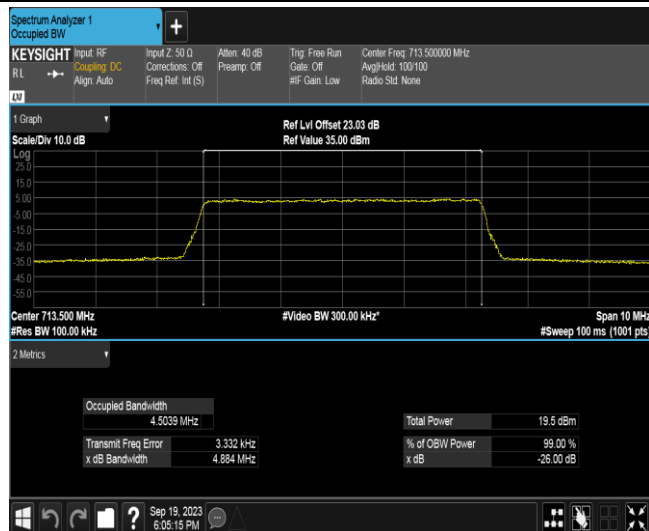 Spectrum Analyzer 1
Occupied BW
+
KEYSIGHT
RL
Input: RF
Coupling: DC
Align: Auto
Input Z: 50 Ω
Corrections: Off
Freq Ref: Int (S)
Atten: 40 dB
Preamp: Off
Trig: Free Run
Gate: Off
#IF Gain: Low
Center Freq: 713.500000 MHz
Avg|Hold: 100/100
Radio Std: None
1 Graph
Scale/Div 10.0 dB
Ref Lvl Offset 23.03 dB
Ref Value 35.00 dBm
Log
25.0
15.0
5.00
-5.00
-15.0
-25.0
-35.0
-45.0
-55.0
Center 713.500 MHz
#Res BW 100.00 kHz
#Video BW 300.00 kHz*
Span 10 MHz
#Sweep 100 ms (1001 pts)
2 Metrics
Occupied Bandwidth
4.5039 MHz
Transmit Freq Error 3.332 kHz
x dB Bandwidth 4.884 MHz
Total Power 19.5 dBm
% of OBW Power 99.00 %
x dB -26.00 dB
?
Sep 19, 2023
6:05:15 PM